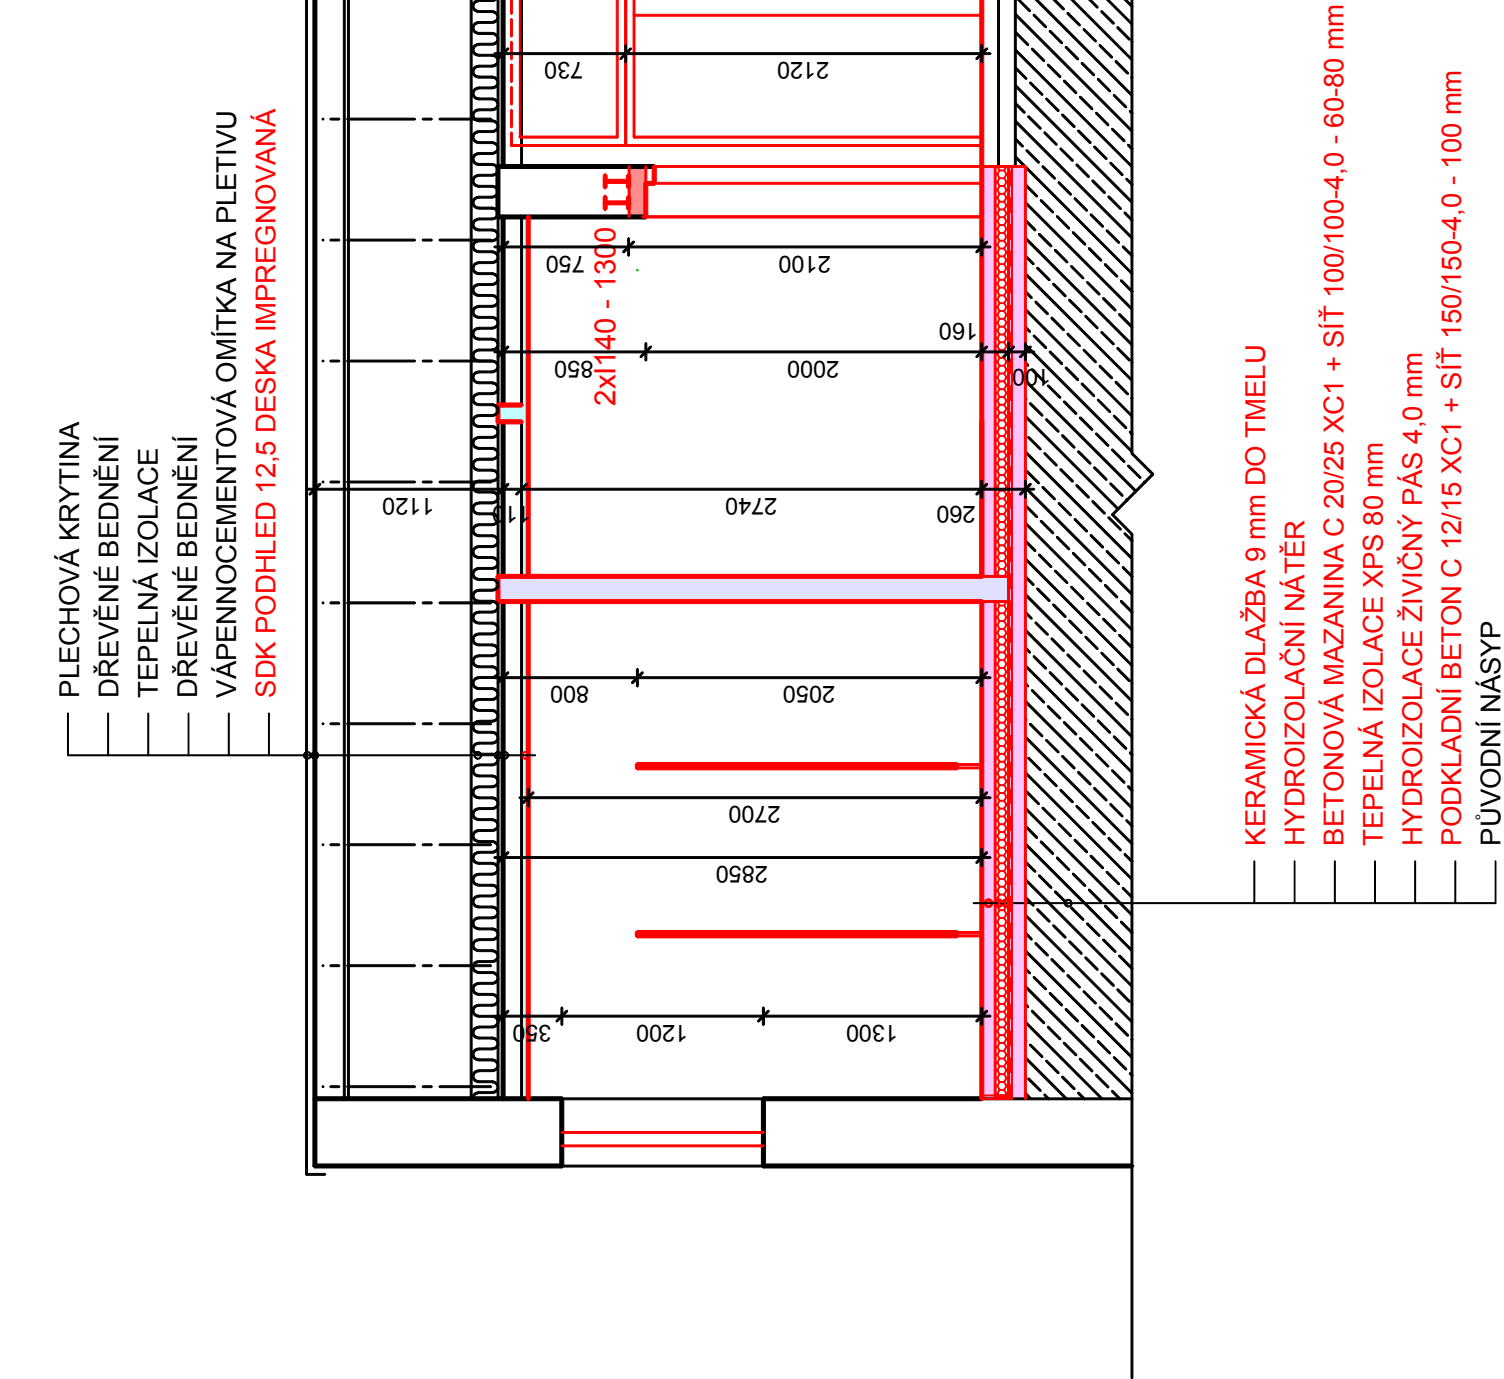 PLECHOVÁ KRYTINA
DŘEVĚNÉ BEDNĚNÍ
TEPELNÁ IZOLACE
DŘEVĚNÉ BEDNĚNÍ
VÁPENNOCEMENTOVÁ OMÍTKA NA PLETIVU
SDK PODHLED 12,5 DESKA IMPREGNOVANÁ
730
2120
750
2100
2xI140 - 1300
160
850
2000
100
1120
110
2740
260
800
2050
2700
2850
350
1200
1300
KERAMICKÁ DLAŽBA 9 mm DO TMELU
HYDROIZOLAČNÍ NÁTĚR
BETONOVÁ MAZANINA C 20/25 XC1 + SÍŤ 100/100-4,0 - 60-80 mm
TEPELNÁ IZOLACE XPS 80 mm
HYDROIZOLACE ŽIVIČNÝ PÁS 4,0 mm
PODKLADNÍ BETON C 12/15 XC1 + SÍŤ 150/150-4,0 - 100 mm
PŮVODNÍ NÁSYP